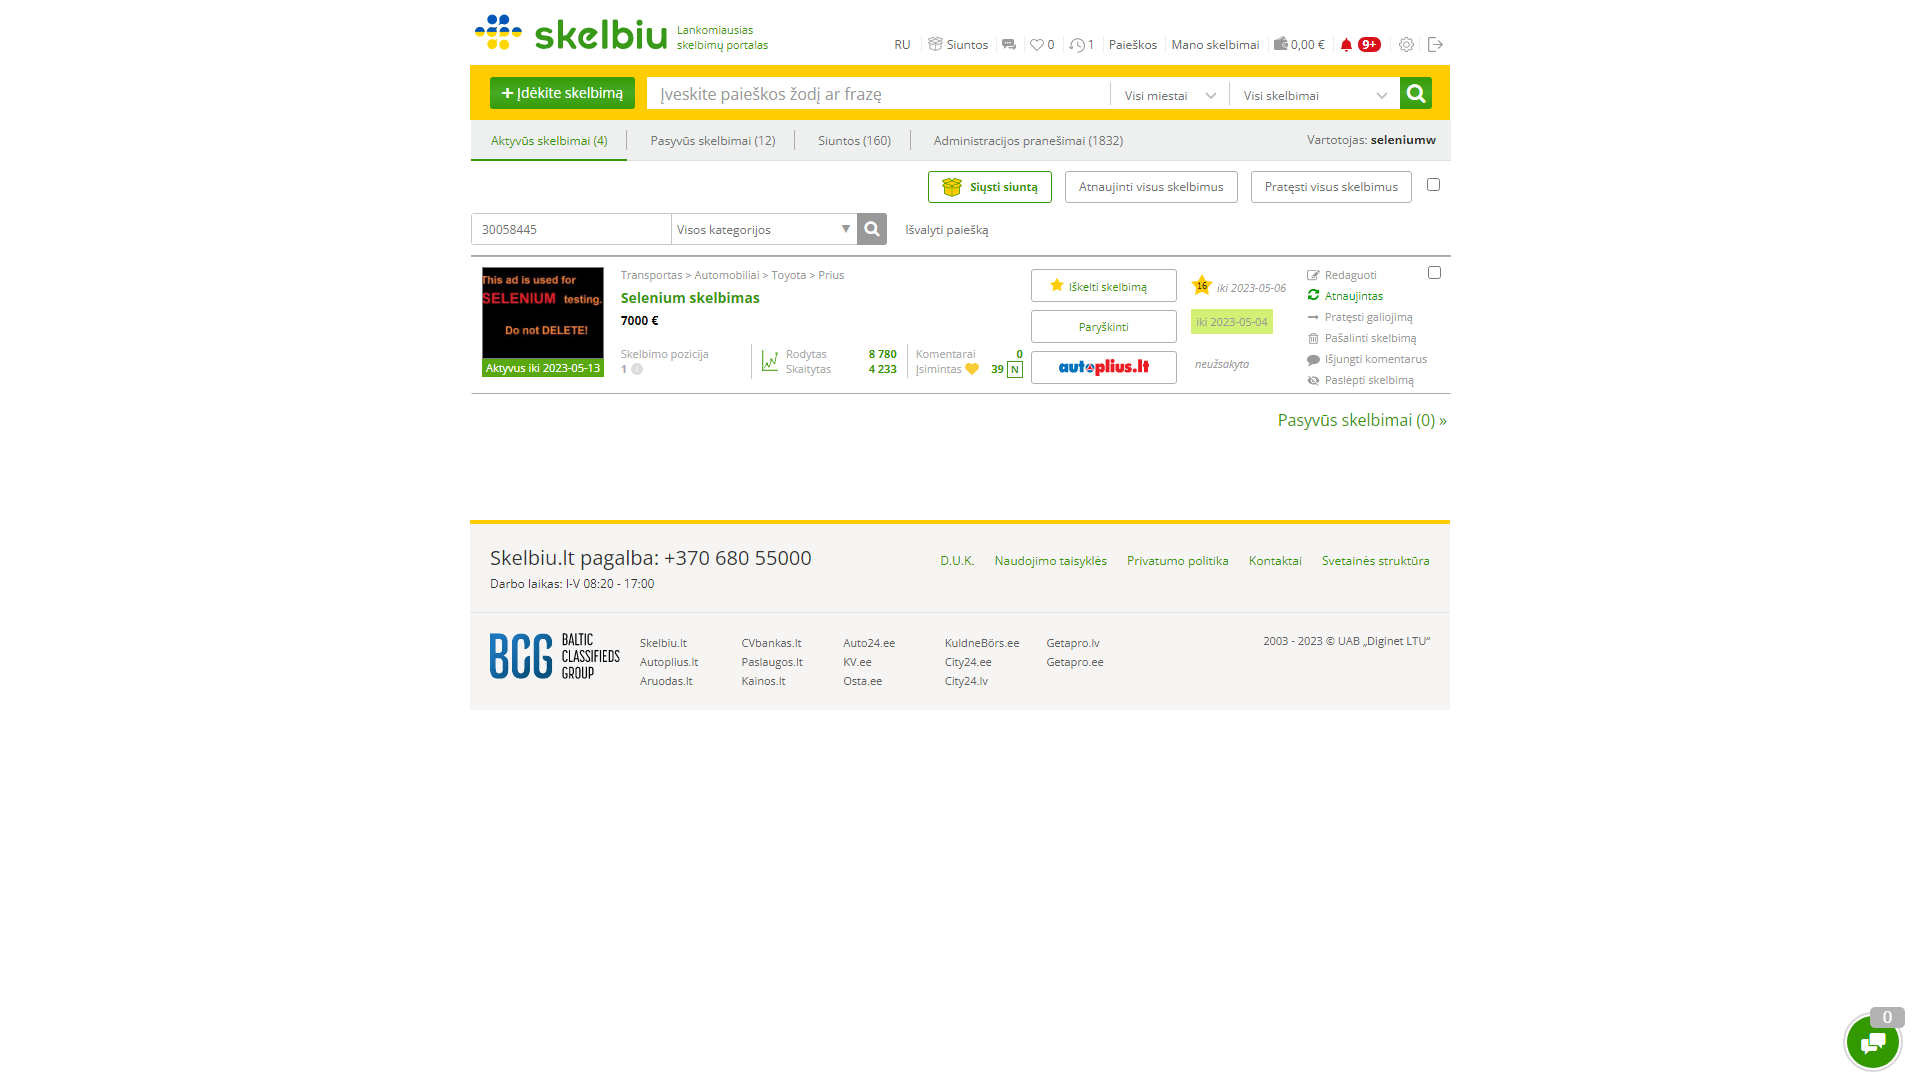 skelbiu
Lankomiausias
skelbimų portalas
RU
Siuntos
0
1
Paieškos
Mano skelbimai
0,00 €
9+
+ Įdėkite skelbimą
Įveskite paieškos žodį ar frazę
Visi miestai
Visi skelbimai
Aktyvūs skelbimai (4)
Pasyvūs skelbimai (12)
Siuntos (160)
Administracijos pranešimai (1832)
Vartotojas: seleniumw
Siųsti siuntą
Atnaujinti visus skelbimus
Pratęsti visus skelbimus
30058445
Visos kategorijos
Išvalyti paiešką
This ad is used for
SELENIUM testing.
Do not DELETE!
Aktyvus iki 2023-05-13
Transportas > Automobiliai > Toyota > Prius
Selenium skelbimas
7000 €
Skelbimo pozicija
1
Rodytas 8 780
Skaitytas 4 233
Komentarai 0
Įsimintas 39 N
Iškelti skelbimą
16 iki 2023-05-06
Paryškinti
iki 2023-05-04
autoplius.lt
neužsakyta
Redaguoti
Atnaujintas
Pratęsti galiojimą
Pašalinti skelbimą
Išjungti komentarus
Paslėpti skelbimą
Pasyvūs skelbimai (0) »
Skelbiu.lt pagalba: +370 680 55000
Darbo laikas: I-V 08:20 - 17:00
D.U.K.
Naudojimo taisyklės
Privatumo politika
Kontaktai
Svetainės struktūra
BCG
BALTIC
CLASSIFIEDS
GROUP
Skelbiu.lt
Autoplius.lt
Aruodas.lt
CVbankas.lt
Paslaugos.lt
Kainos.lt
Auto24.ee
KV.ee
Osta.ee
KuldneBörs.ee
City24.ee
City24.lv
Getapro.lv
Getapro.ee
2003 - 2023 © UAB „Diginet LTU“
0